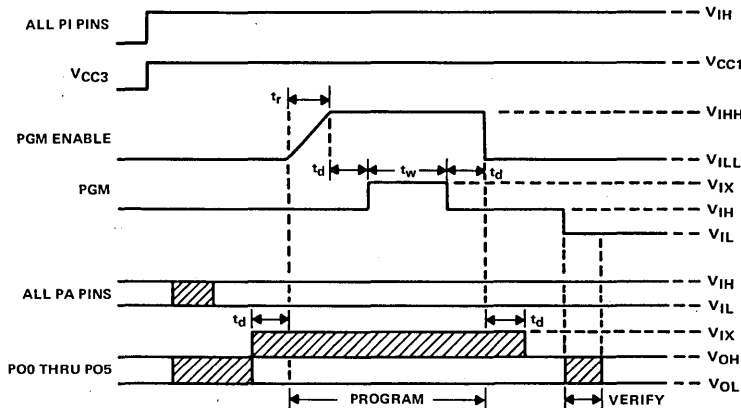 ALL PI PINS
VIH
VCC3
VCC1
tr
VIHH
PGM ENABLE
VILL
td
tw
td
PGM
VIX
VIH
VIL
ALL PA PINS
VIH
VIL
td
td
VIX
PO0 THRU PO5
VOH
VOL
PROGRAM
VERIFY